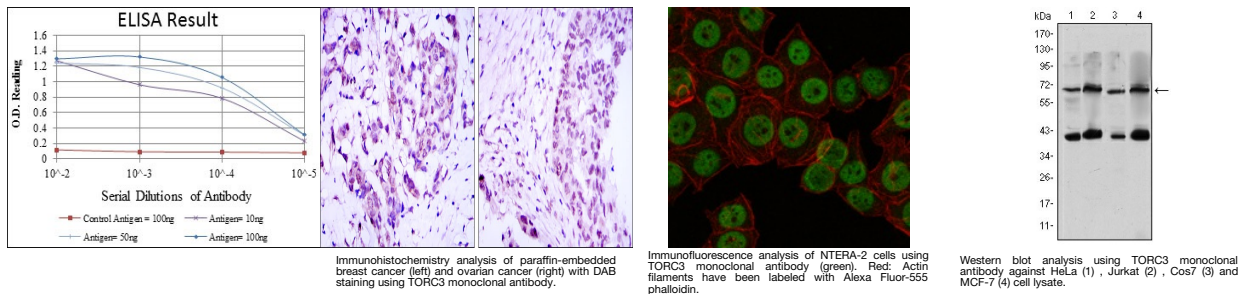 ELISA Result
1.6
1.4
1.2
1
0.8
0.6
0.4
0.2
0
O.D. Reading
10^-2 10^-3 10^-4 10^-5
Serial Dilutions of Antibody
Control Antigen = 100ng
Antigen= 10ng
Antigen= 50ng
Antigen= 100ng
Immunohistochemistry analysis of paraffin-embedded
breast cancer (left) and ovarian cancer (right) with DAB
staining using TORC3 monoclonal antibody.
Immunofluorescence analysis of NTERA-2 cells using
TORC3 monoclonal antibody (green). Red: Actin
filaments have been labeled with Alexa Fluor-555
phalloidin.
kDa 1 2 3 4
170-
130-
95-
72-
←
55-
43-
34-
26-
17-
11-
Western blot analysis using TORC3 monoclonal
antibody against HeLa (1) , Jurkat (2) , Cos7 (3) and
MCF-7 (4) cell lysate.